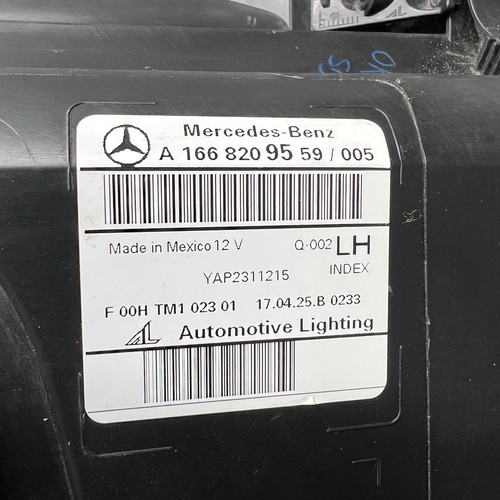 Mercedes-Benz
A 166 820 95 59 / 005
Made in Mexico 12 V
Q-002 LH
INDEX
YAP2311215
F 00H TM1 023 01 17.04.25.B 0233
AL Automotive Lighting